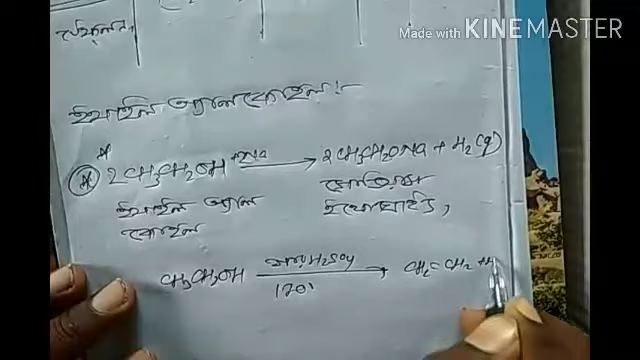 Made with KINEMASTER
ইথাইল অ্যালকোহল :-
2CH₃CH₂OH +2Na → 2CH₃CH₂ONa + H₂(g)
ইথাইল অ্যাল সোডিয়াম
কোহল ইথোক্সাইড,
CH₃CH₂OH গাঢ় H₂SO₄ → CH₂=CH₂ +H
170°